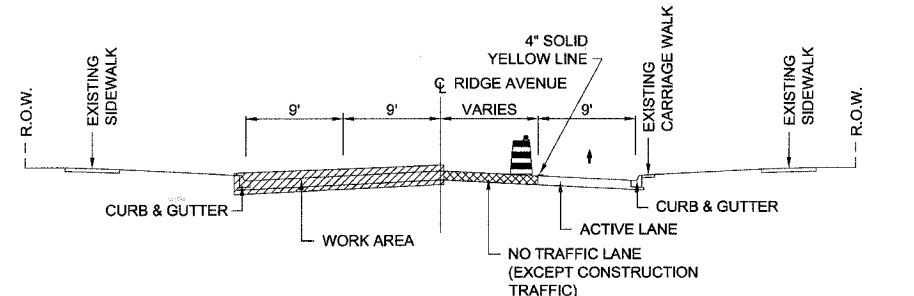 4" SOLID
YELLOW LINE
℄ RIDGE AVENUE
R.O.W.
EXISTING
SIDEWALK
9'
9'
VARIES
9'
EXISTING
CARRIAGE WALK
EXISTING
SIDEWALK
R.O.W.
CURB & GUTTER
WORK AREA
CURB & GUTTER
ACTIVE LANE
NO TRAFFIC LANE
(EXCEPT CONSTRUCTION
TRAFFIC)